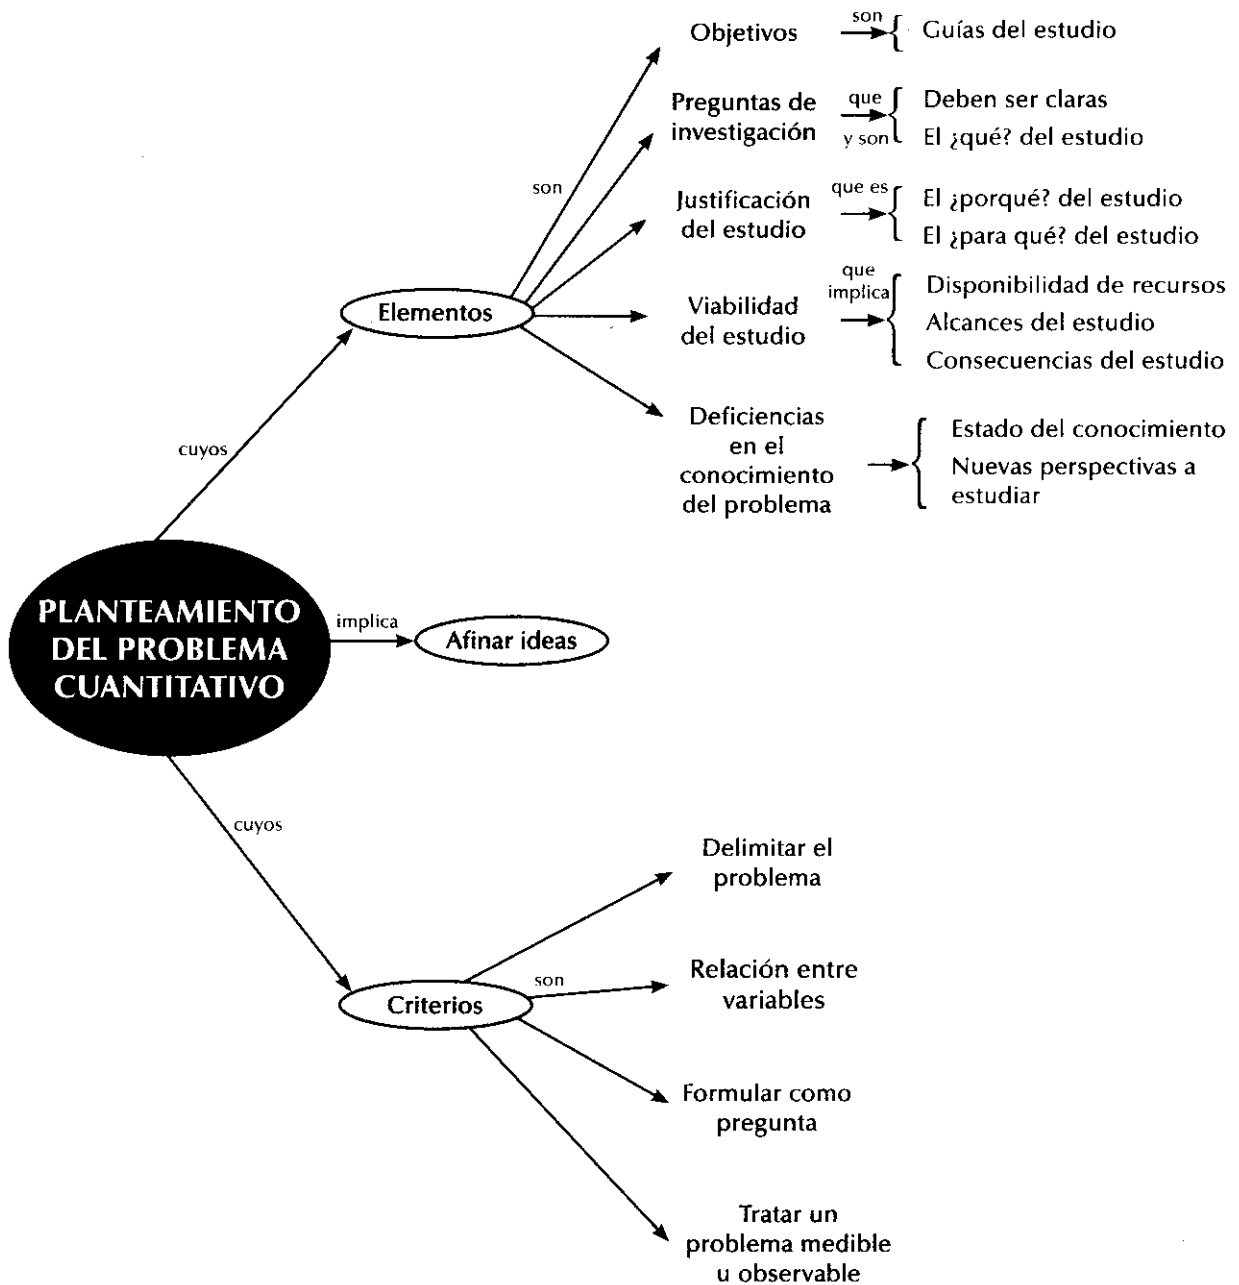 son
Objetivos
Guías del estudio
Preguntas de
investigación
que
y son
Deben ser claras
El ¿qué? del estudio
son
Justificación
del estudio
que es
El ¿porqué? del estudio
El ¿para qué? del estudio
Elementos
Viabilidad
del estudio
que
implica
Disponibilidad de recursos
Alcances del estudio
Consecuencias del estudio
cuyos
Deficiencias
en el
conocimiento
del problema
Estado del conocimiento
Nuevas perspectivas a
estudiar
PLANTEAMIENTO
DEL PROBLEMA
CUANTITATIVO
implica
Afinar ideas
cuyos
Criterios
son
Delimitar el
problema
Relación entre
variables
Formular como
pregunta
Tratar un
problema medible
u observable